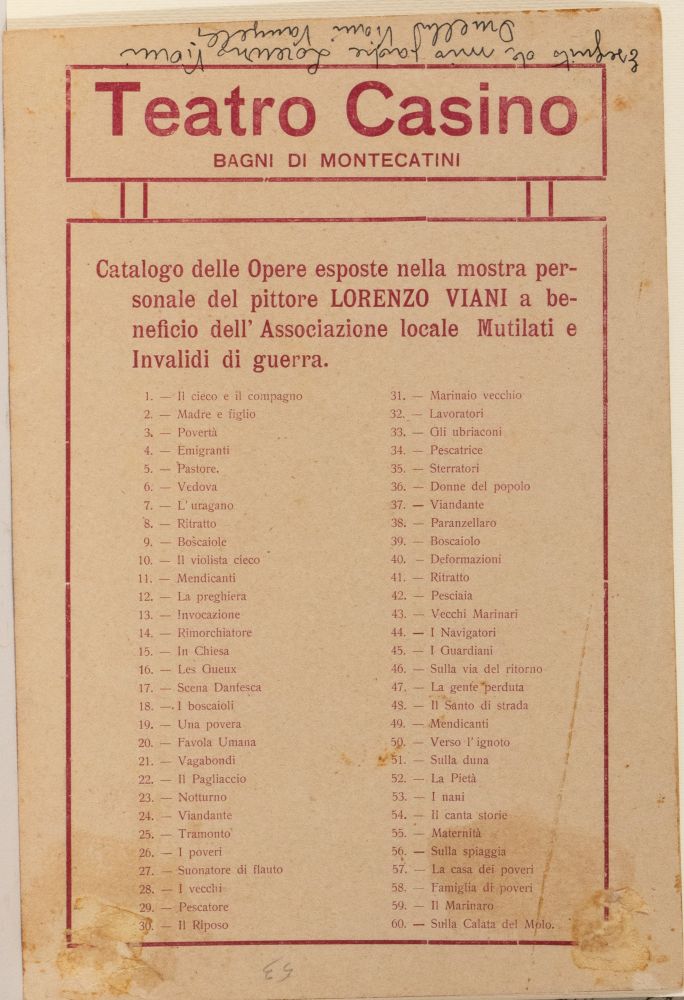 Eseguito da mio padre Lorenzo Viani
Viani
Teatro Casino
BAGNI DI MONTECATINI
Catalogo delle Opere esposte nella mostra per-
sonale del pittore LORENZO VIANI a be-
neficio dell' Associazione locale Mutilati e
Invalidi di guerra.
1. — Il cieco e il compagno
2. — Madre e figlio
3. — Povertà
4. — Emigranti
5. — Pastore.
6. — Vedova
7. — L' uragano
8. — Ritratto
9. — Boscaiole
10. — Il violista cieco
11. — Mendicanti
12. — La preghiera
13. — Invocazione
14. — Rimorchiatore
15. — In Chiesa
16. — Les Gueux
17. — Scena Dantesca
18. — I boscaioli
19. — Una povera
20. — Favola Umana
21. — Vagabondi
22. — Il Pagliaccio
23. — Notturno
24. — Viandante
25. — Tramonto
26. — I poveri
27. — Suonatore di flauto
28. — I vecchi
29. — Pescatore
30. — Il Riposo
31. — Marinaio vecchio
32. — Lavoratori
33. — Gli ubriaconi
34. — Pescatrice
35. — Sterratori
36. — Donne del popolo
37. — Viandante
38. — Paranzellaro
39. — Boscaiolo
40. — Deformazioni
41. — Ritratto
42. — Pesciaia
43. — Vecchi Marinari
44. — I Navigatori
45. — I Guardiani
46. — Sulla via del ritorno
47. — La gente perduta
48. — Il Santo di strada
49. — Mendicanti
50. — Verso l' ignoto
51. — Sulla duna
52. — La Pietà
53. — I nani
54. — Il canta storie
55. — Maternità
56. — Sulla spiaggia
57. — La casa dei poveri
58. — Famiglia di poveri
59. — Il Marinaro
60. — Sulla Calata del Molo.
53